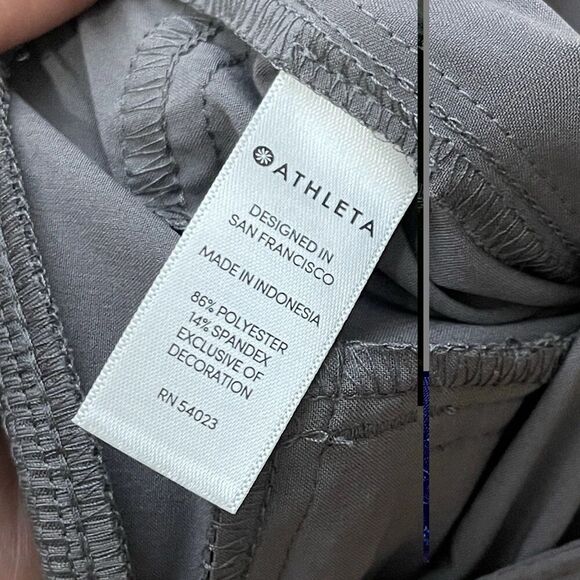 ATHLETA
DESIGNED IN
SAN FRANCISCO
MADE IN INDONESIA
86% POLYESTER
14% SPANDEX
EXCLUSIVE OF
DECORATION
RN 54023